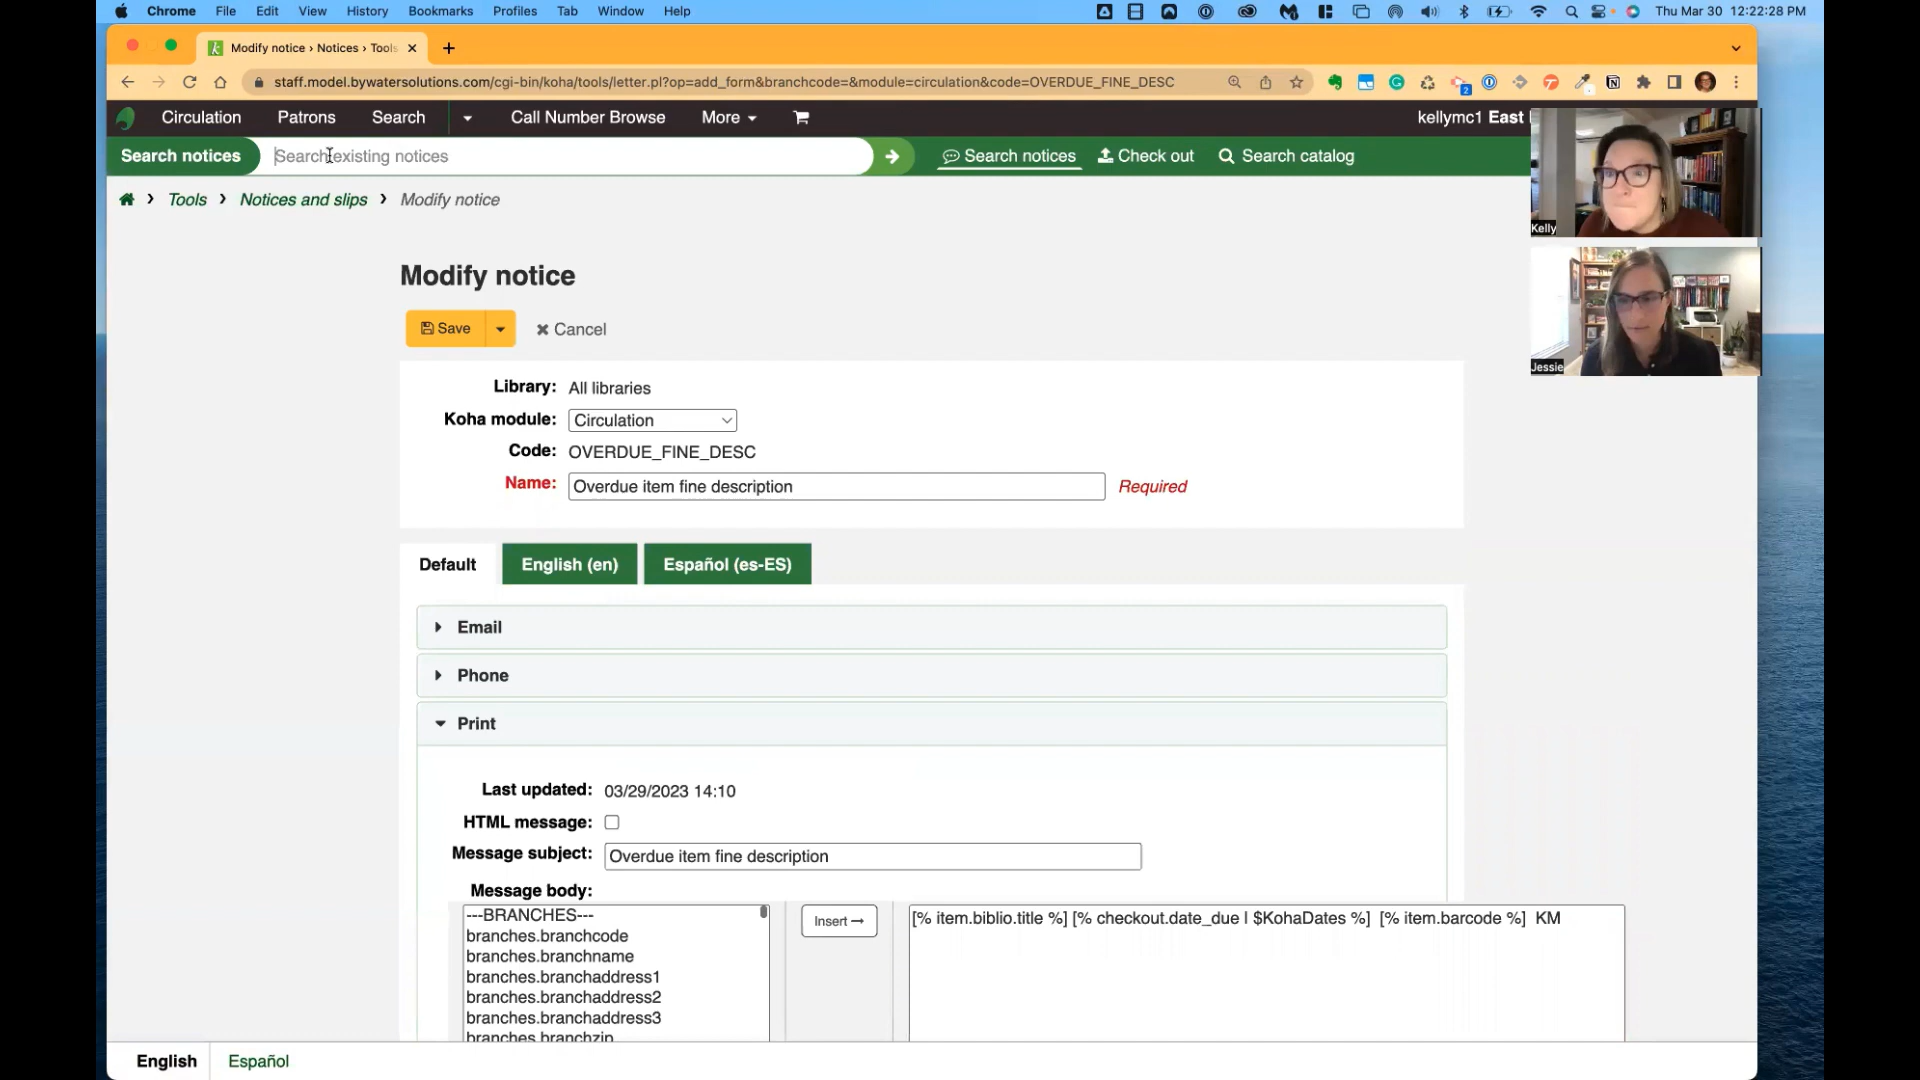 Chrome File Edit View History Bookmarks Profiles Tab Window Help Thu Mar 30 12:22:28 PM
Modify notice › Notices › Tools
staff.model.bywatersolutions.com/cgi-bin/koha/tools/letter.pl?op=add_form&branchcode=&module=circulation&code=OVERDUE_FINE_DESC
2
Circulation Patrons Search Call Number Browse More kellymc1 East
Search notices Search existing notices Search notices Check out Search catalog
Tools Notices and slips Modify notice
Kelly
Modify notice
Save Cancel
Jessie
Library: All libraries
Koha module: Circulation
Code: OVERDUE_FINE_DESC
Name: Overdue item fine description Required
Default English (en) Español (es-ES)
Email
Phone
Print
Last updated: 03/29/2023 14:10
HTML message:
Message subject: Overdue item fine description
Message body:
---BRANCHES--- Insert [% item.biblio.title %] [% checkout.date_due | $KohaDates %] [% item.barcode %] KM
branches.branchcode
branches.branchname
branches.branchaddress1
branches.branchaddress2
branches.branchaddress3
branches.branchzip
English Español